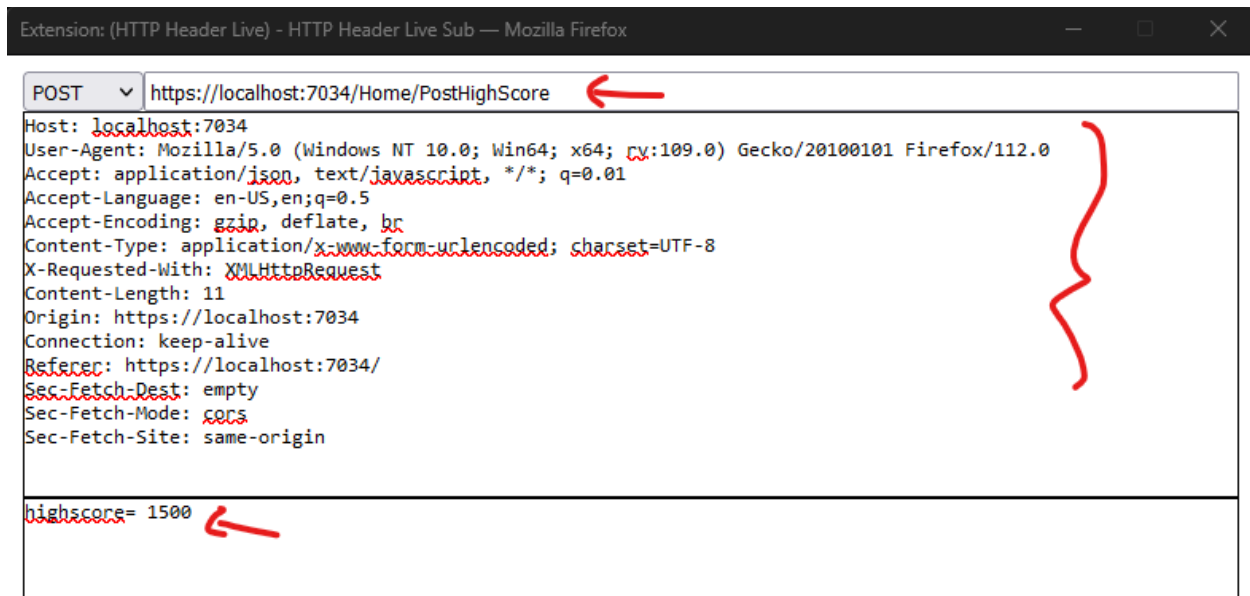 Extension: (HTTP Header Live) - HTTP Header Live Sub — Mozilla Firefox
POST https://localhost:7034/Home/PostHighScore
Host: localhost:7034
User-Agent: Mozilla/5.0 (Windows NT 10.0; Win64; x64; rv:109.0) Gecko/20100101 Firefox/112.0
Accept: application/json, text/javascript, */*; q=0.01
Accept-Language: en-US,en;q=0.5
Accept-Encoding: gzip, deflate, br
Content-Type: application/x-www-form-urlencoded; charset=UTF-8
X-Requested-With: XMLHttpRequest
Content-Length: 11
Origin: https://localhost:7034
Connection: keep-alive
Referer: https://localhost:7034/
Sec-Fetch-Dest: empty
Sec-Fetch-Mode: cors
Sec-Fetch-Site: same-origin
highscore= 1500